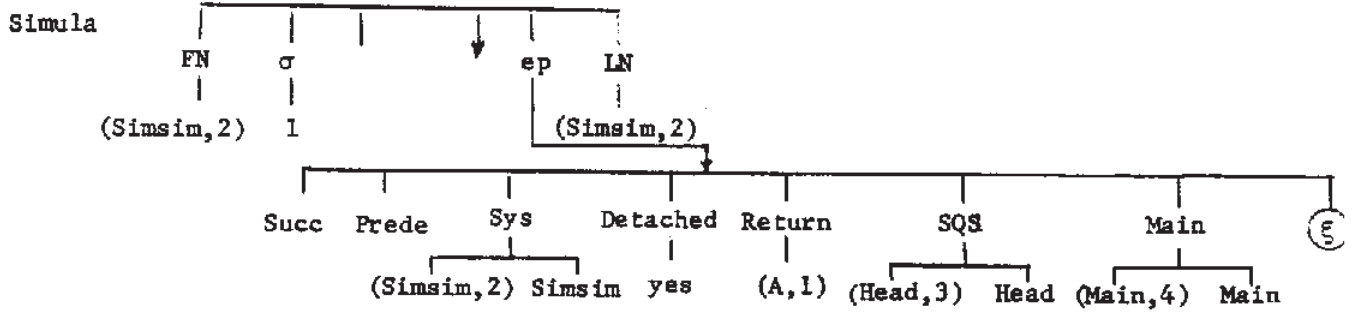 Simula
FN σ ep LN
(Simsim,2) 1 (Simsim,2)
Succ Prede Sys Detached Return SQS Main ξ
(Simsim,2) Simsim yes (A,1) (Head,3) Head (Main,4) Main